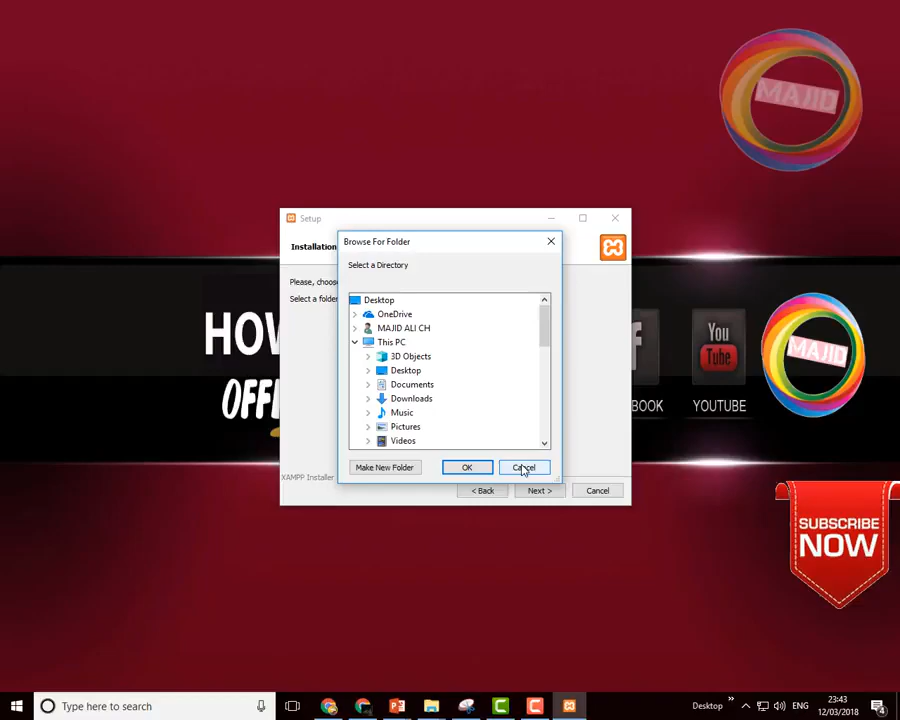 MAJID
Setup
Installation
Browse For Folder
Please, choos
Select a Directory
Select a folder
Desktop
OneDrive
MAJID ALI CH
This PC
3D Objects
Desktop
Documents
Downloads
Music
Pictures
Videos
Make New Folder
OK
Cancel
XAMPP Installer
< Back
Next >
Cancel
HOW
OFF
f
BOOK
You
Tube
YOUTUBE
MAJID
SUBSCRIBE
NOW
Type here to search
Desktop
»
ENG
23:43
12/03/2018
4